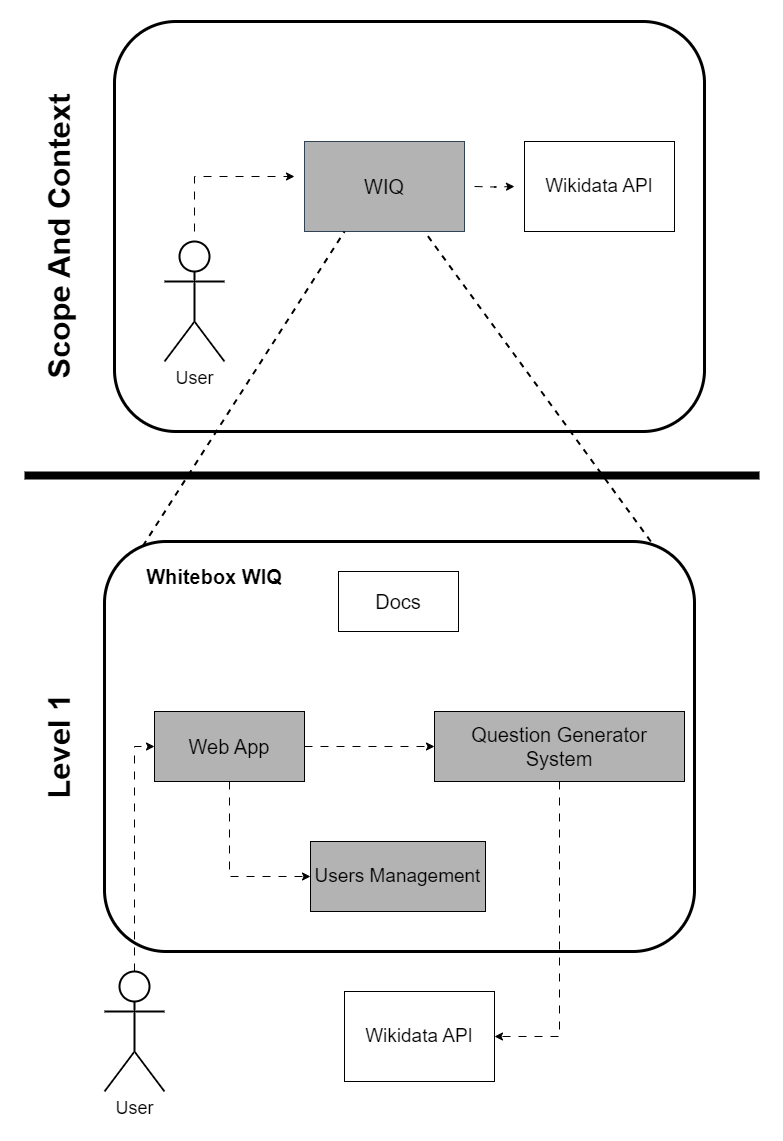 Scope And Context
WIQ
Wikidata API
User
Whitebox WIQ
Docs
Level 1
Web App
Question Generator
System
Users Management
Wikidata API
User